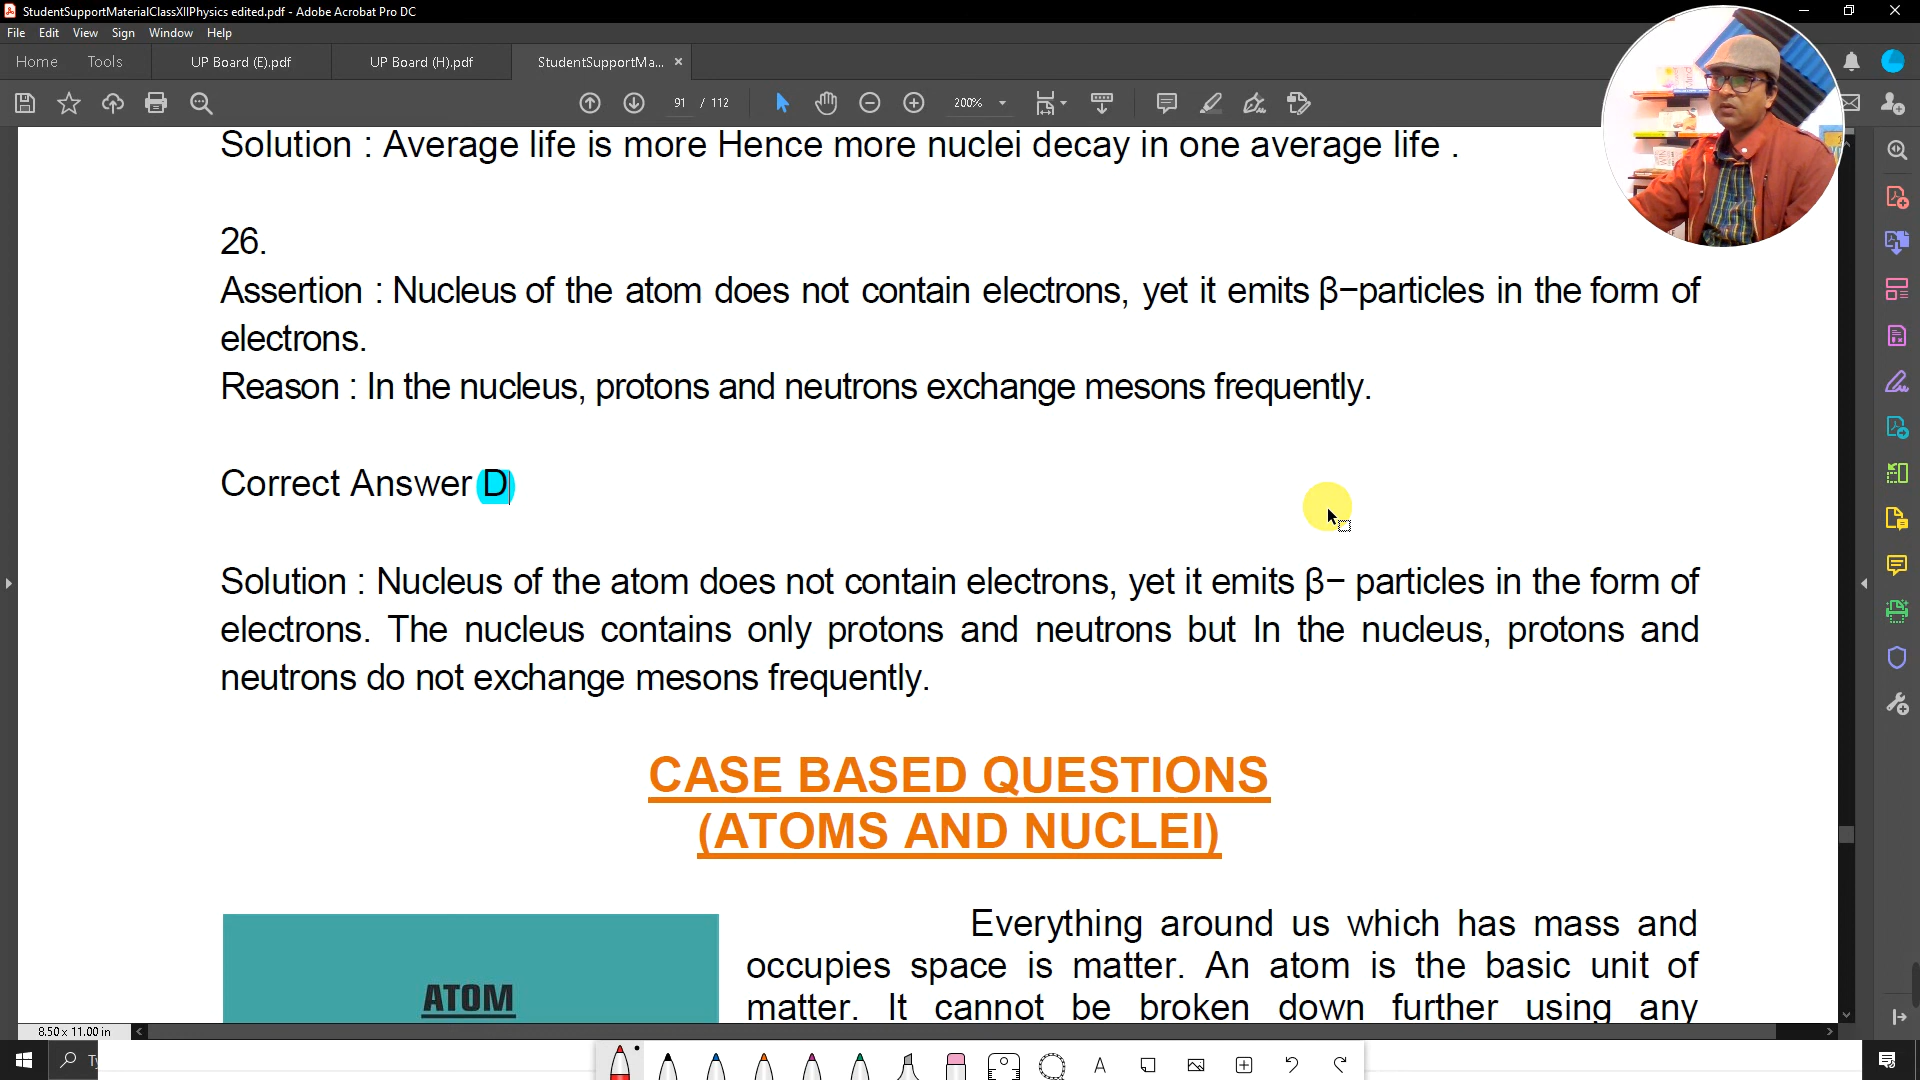 StudentSupportMaterialClassXIIPhysics edited.pdf - Adobe Acrobat Pro DC
File Edit View Sign Window Help
Home Tools UP Board (E).pdf UP Board (H).pdf StudentSupportMa... ×
91 / 112 200%
Solution : Average life is more Hence more nuclei decay in one average life .
26.
Assertion : Nucleus of the atom does not contain electrons, yet it emits β−particles in the form of
electrons.
Reason : In the nucleus, protons and neutrons exchange mesons frequently.
Correct Answer D
Solution : Nucleus of the atom does not contain electrons, yet it emits β− particles in the form of
electrons. The nucleus contains only protons and neutrons but In the nucleus, protons and
neutrons do not exchange mesons frequently.
CASE BASED QUESTIONS
(ATOMS AND NUCLEI)
ATOM
Everything around us which has mass and
occupies space is matter. An atom is the basic unit of
matter. It cannot be broken down further using any
8.50 x 11.00 in